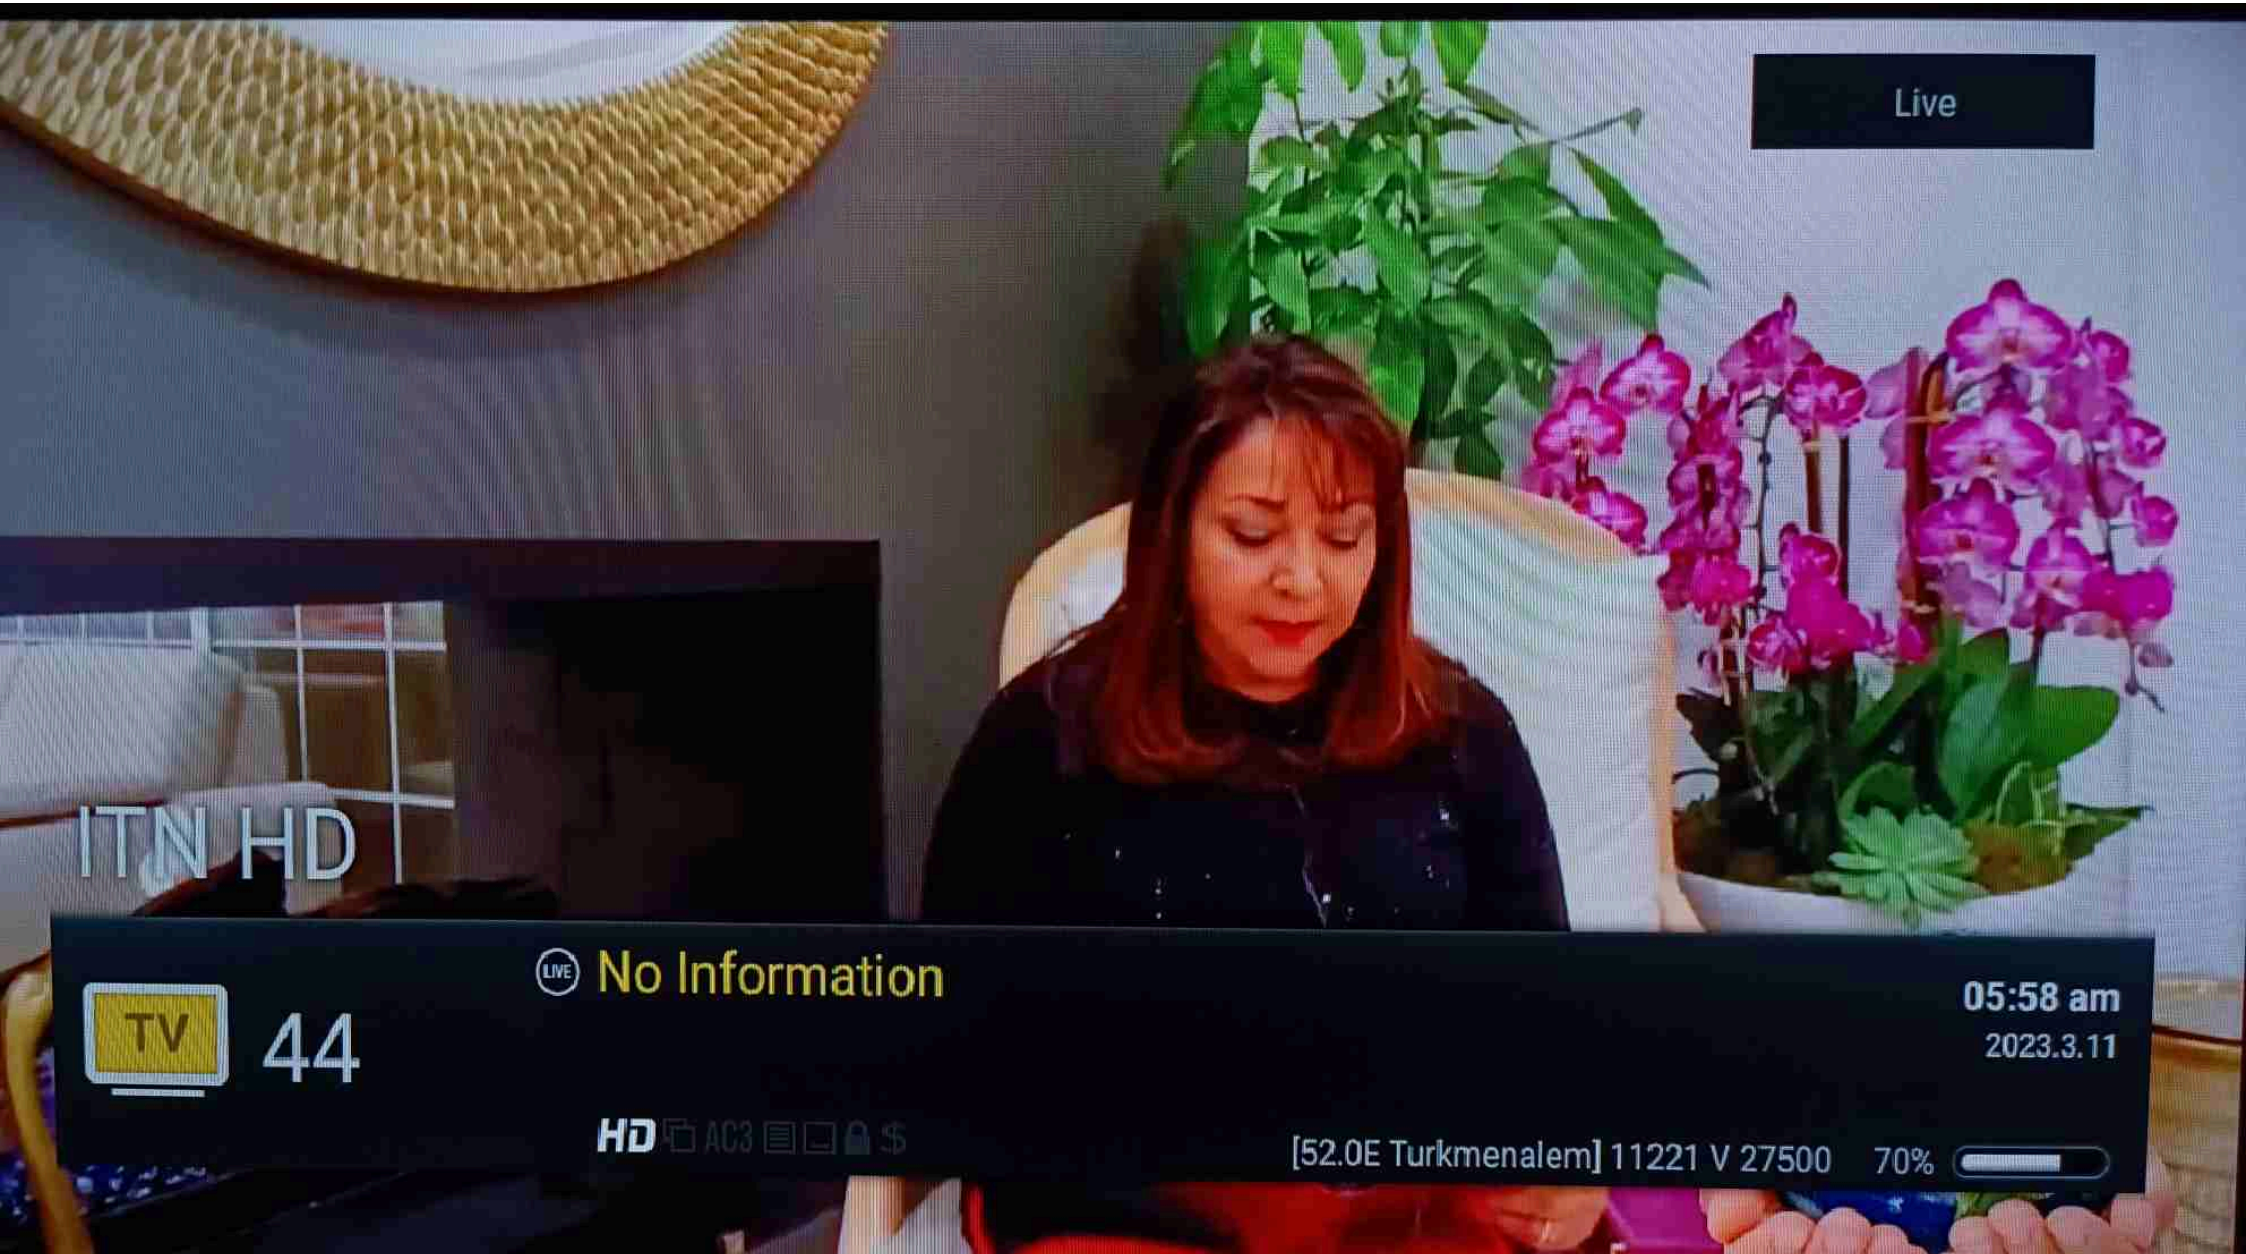 Live
ITN HD
TV
44
LIVE
No Information
05:58 am
2023.3.11
HD AC3 $
[52.0E Turkmenalem] 11221 V 27500 70%